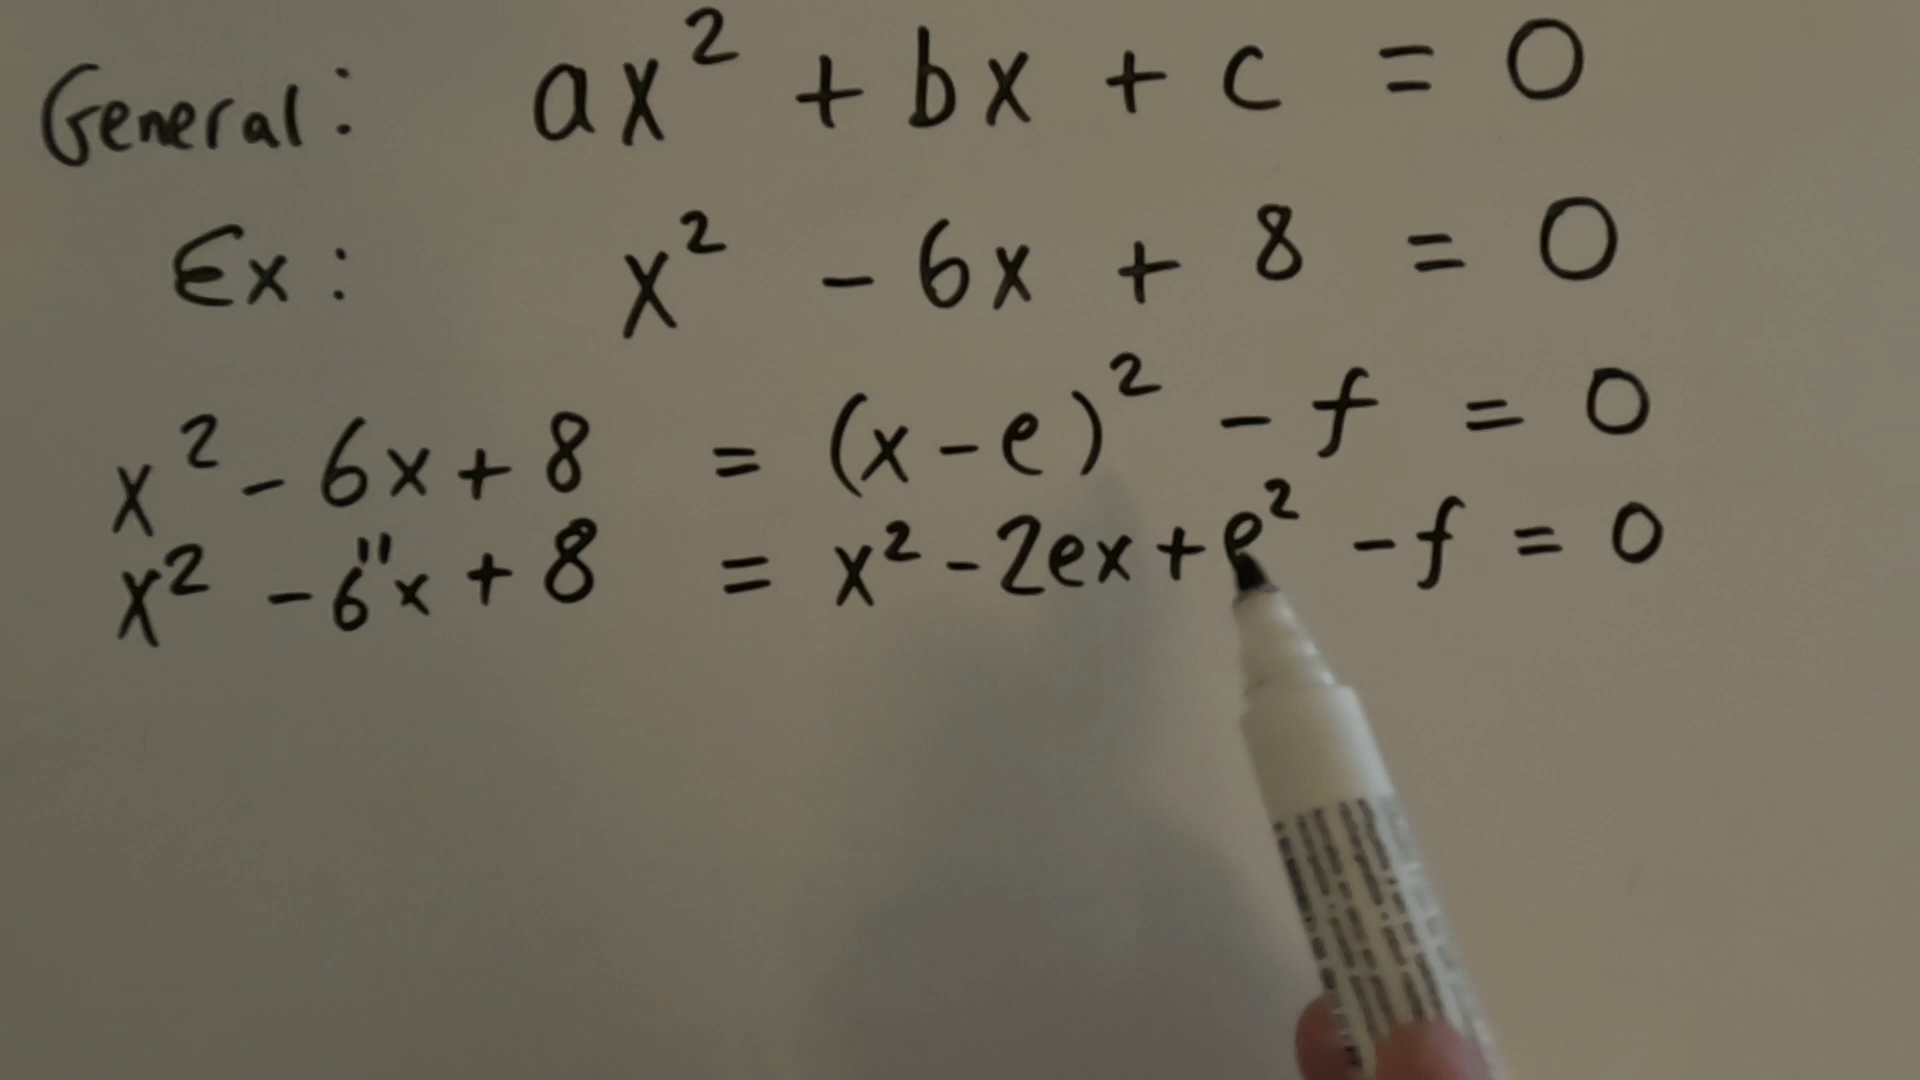 General: ax² + bx + c = 0
Ex: x² - 6x + 8 = 0
x² - 6x + 8 = (x - e)² - f = 0
x² - 6"x + 8 = x² - 2ex + e² - f = 0